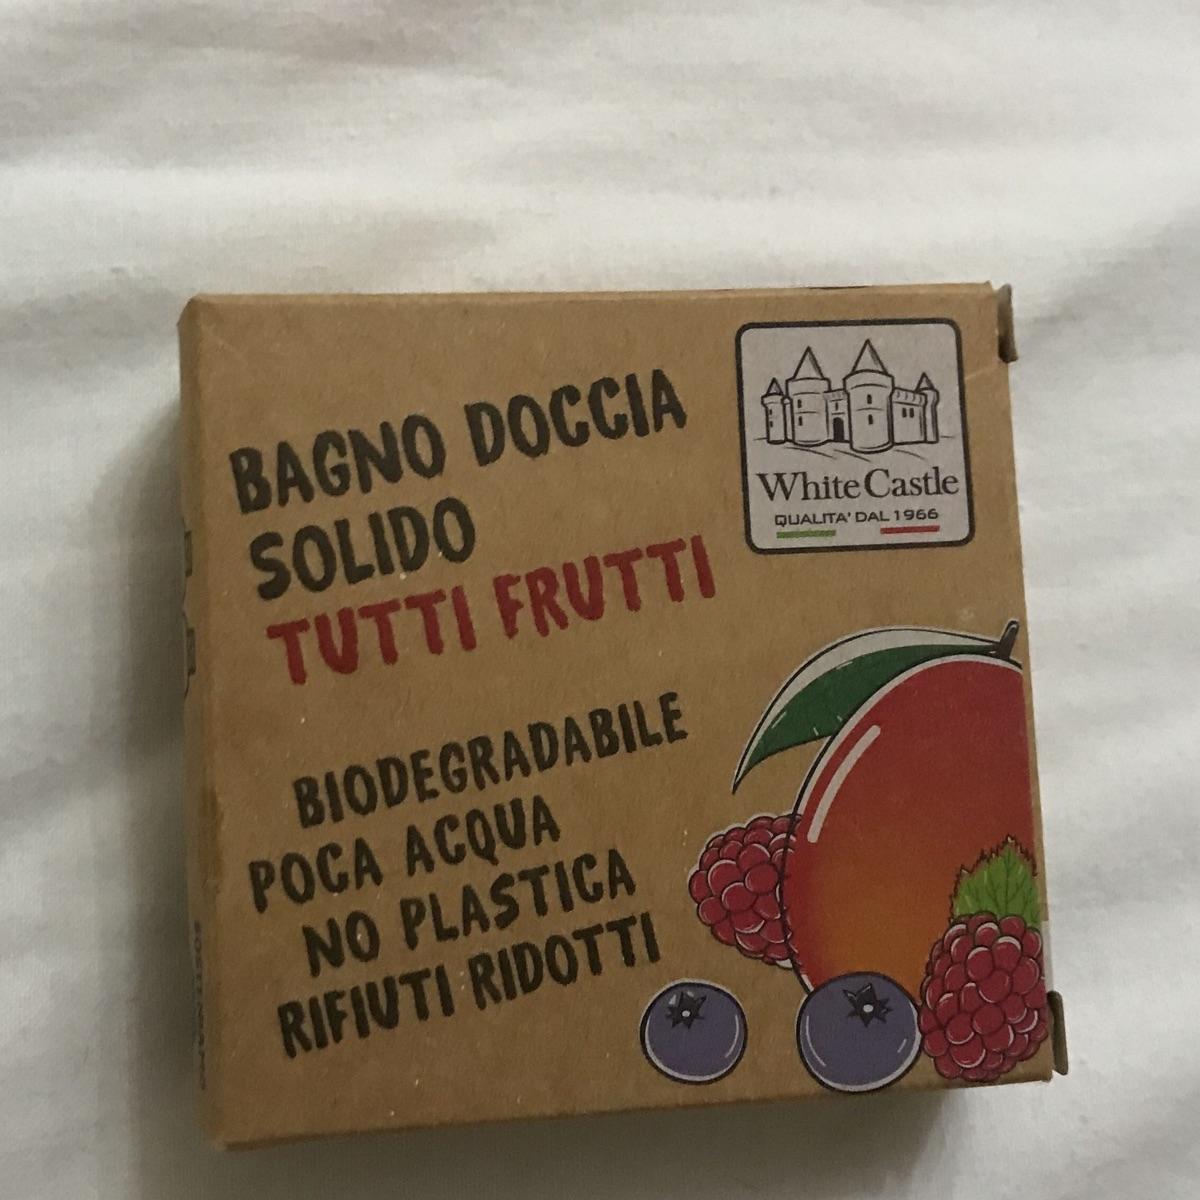 BAGNO DOCCIA
SOLIDO
TUTTI FRUTTI
White Castle
QUALITA' DAL 1966
BIODEGRADABILE
POCA ACQUA
NO PLASTICA
RIFIUTI RIDOTTI